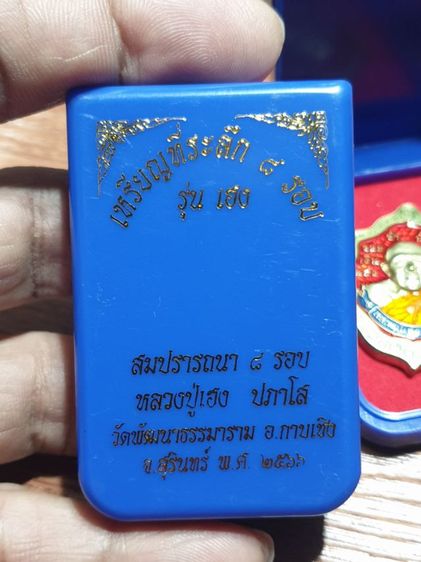 เหรียญที่ระลึก ๘ รอบ
รุ่น เฮง
สมปรารถนา ๘ รอบ
หลวงปู่เฮง ปภาโส
วัดพัฒนาธรรมาราม อ.กาบเชิง
จ.สุรินทร์ พ.ศ. ๒๕๖๖